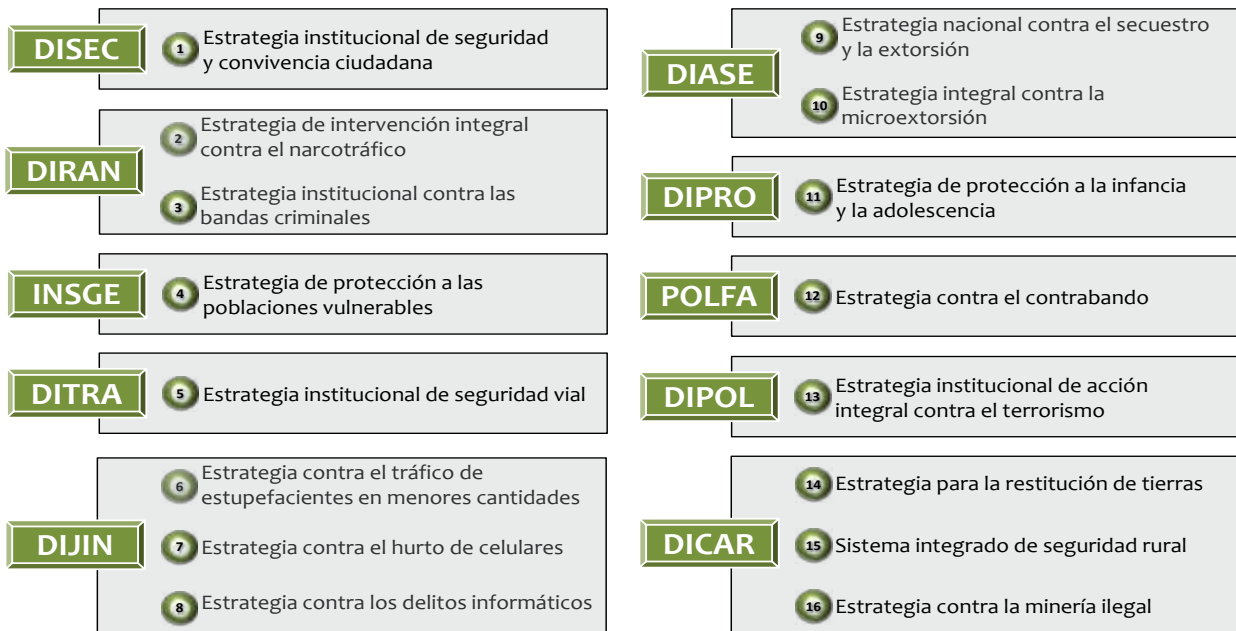 DISEC
1
Estrategia institucional de seguridad
y convivencia ciudadana
DIRAN
2
Estrategia de intervención integral
contra el narcotráfico
3
Estrategia institucional contra las
bandas criminales
INSGE
4
Estrategia de protección a las
poblaciones vulnerables
DITRA
5
Estrategia institucional de seguridad vial
DIJIN
6
Estrategia contra el tráfico de
estupefacientes en menores cantidades
7
Estrategia contra el hurto de celulares
8
Estrategia contra los delitos informáticos
DIASE
9
Estrategia nacional contra el secuestro
y la extorsión
10
Estrategia integral contra la
microextorsión
DIPRO
11
Estrategia de protección a la infancia
y la adolescencia
POLFA
12
Estrategia contra el contrabando
DIPOL
13
Estrategia institucional de acción
integral contra el terrorismo
DICAR
14
Estrategia para la restitución de tierras
15
Sistema integrado de seguridad rural
16
Estrategia contra la minería ilegal